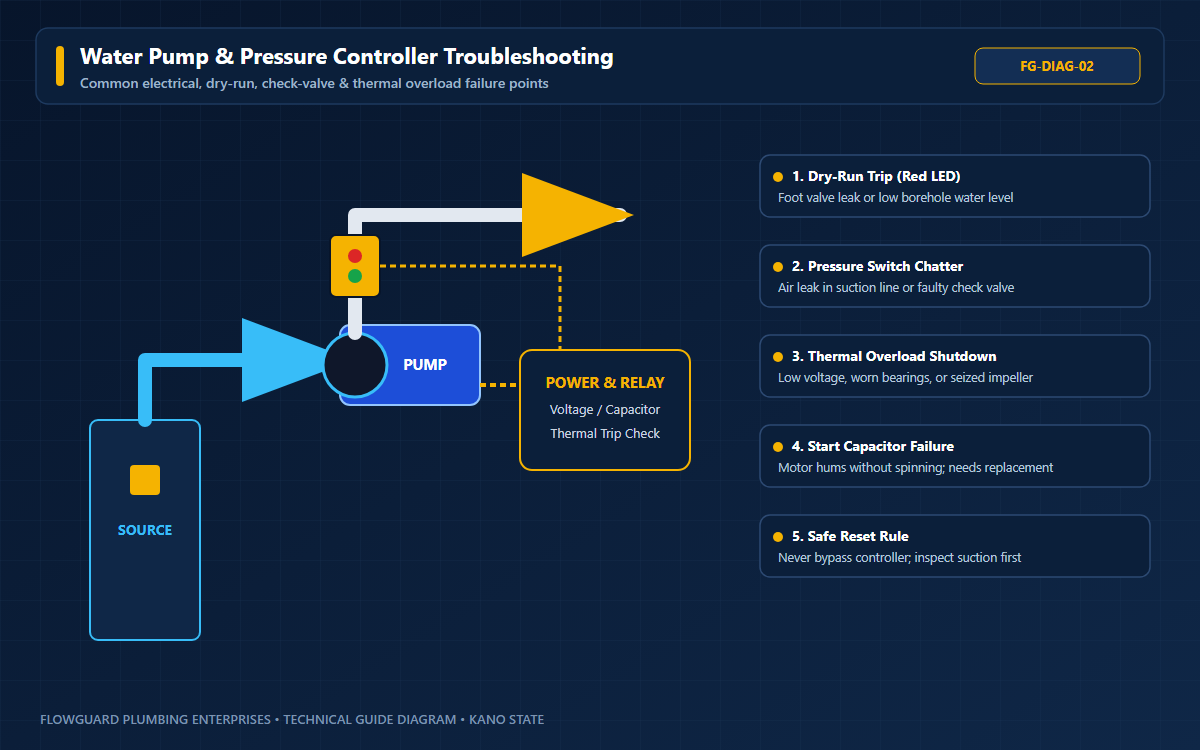 Water Pump & Pressure Controller Troubleshooting
Common electrical, dry-run, check-valve & thermal overload failure points
FG-DIAG-02
1. Dry-Run Trip (Red LED)
Foot valve leak or low borehole water level
2. Pressure Switch Chatter
Air leak in suction line or faulty check valve
3. Thermal Overload Shutdown
Low voltage, worn bearings, or seized impeller
4. Start Capacitor Failure
Motor hums without spinning; needs replacement
5. Safe Reset Rule
Never bypass controller; inspect suction first
PUMP
POWER & RELAY
Voltage / Capacitor
Thermal Trip Check
SOURCE
FLOWGUARD PLUMBING ENTERPRISES • TECHNICAL GUIDE DIAGRAM • KANO STATE